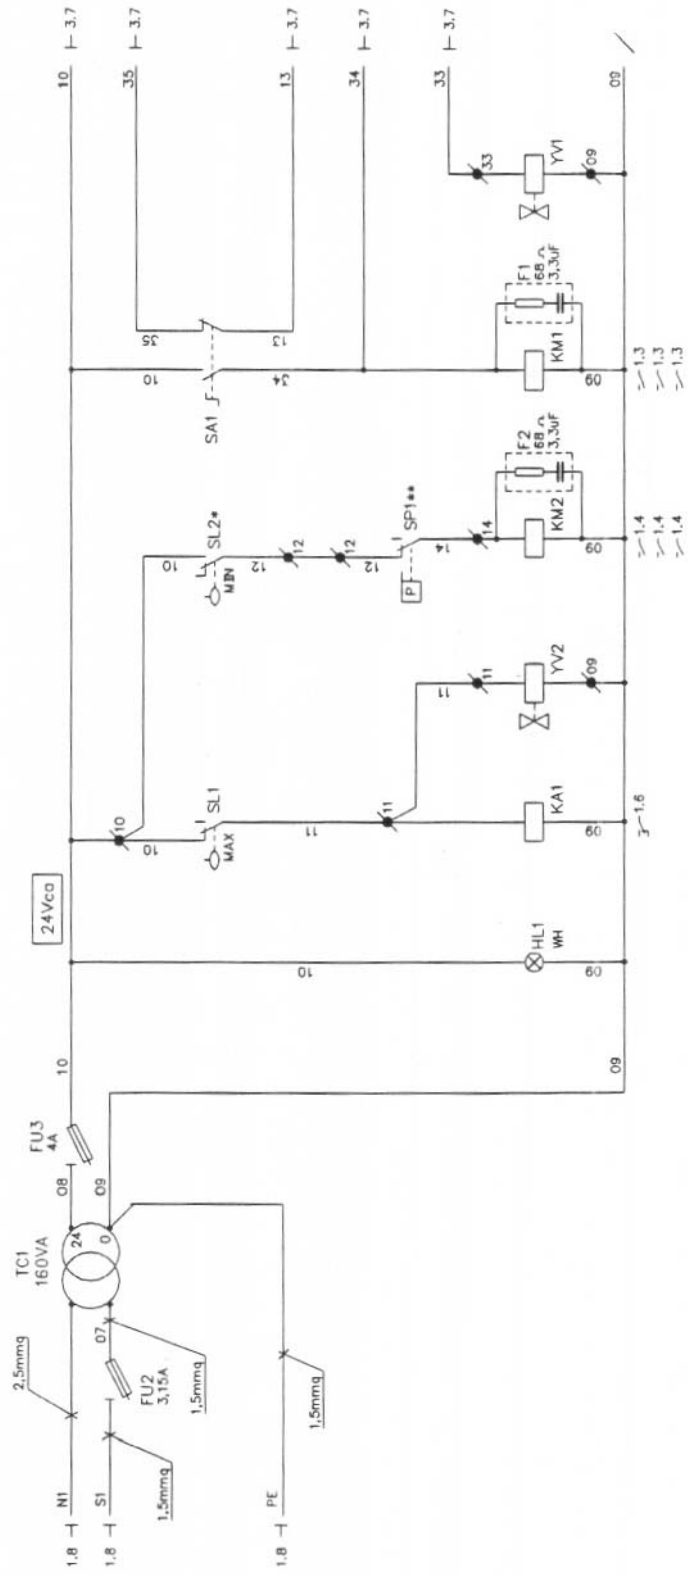 1.8 N1
1.8 S1
1.8 PE
2,5mmq
1,5mmq
FU2
3,15A
07
1,5mmq
1,5mmq
TC1
160VA
24
0
08
09
FU3
4A
10
09
24Vca
10
HL1
WH
09
10
10
SL1
MAX
11
11
KA1
09
1.6
11
11
YV2
09
10
SL2*
MIN
12
12
12
12
SP1**
P
14
14
F2
68 Ω
3,3uF
KM2
09
1.4
1.4
1.4
10
SA1
34
35
13
F1
68 Ω
3,3uF
KM1
09
1.3
1.3
1.3
33
YV1
09
10 3.7
35 3.7
13 3.7
34 3.7
33 3.7
09